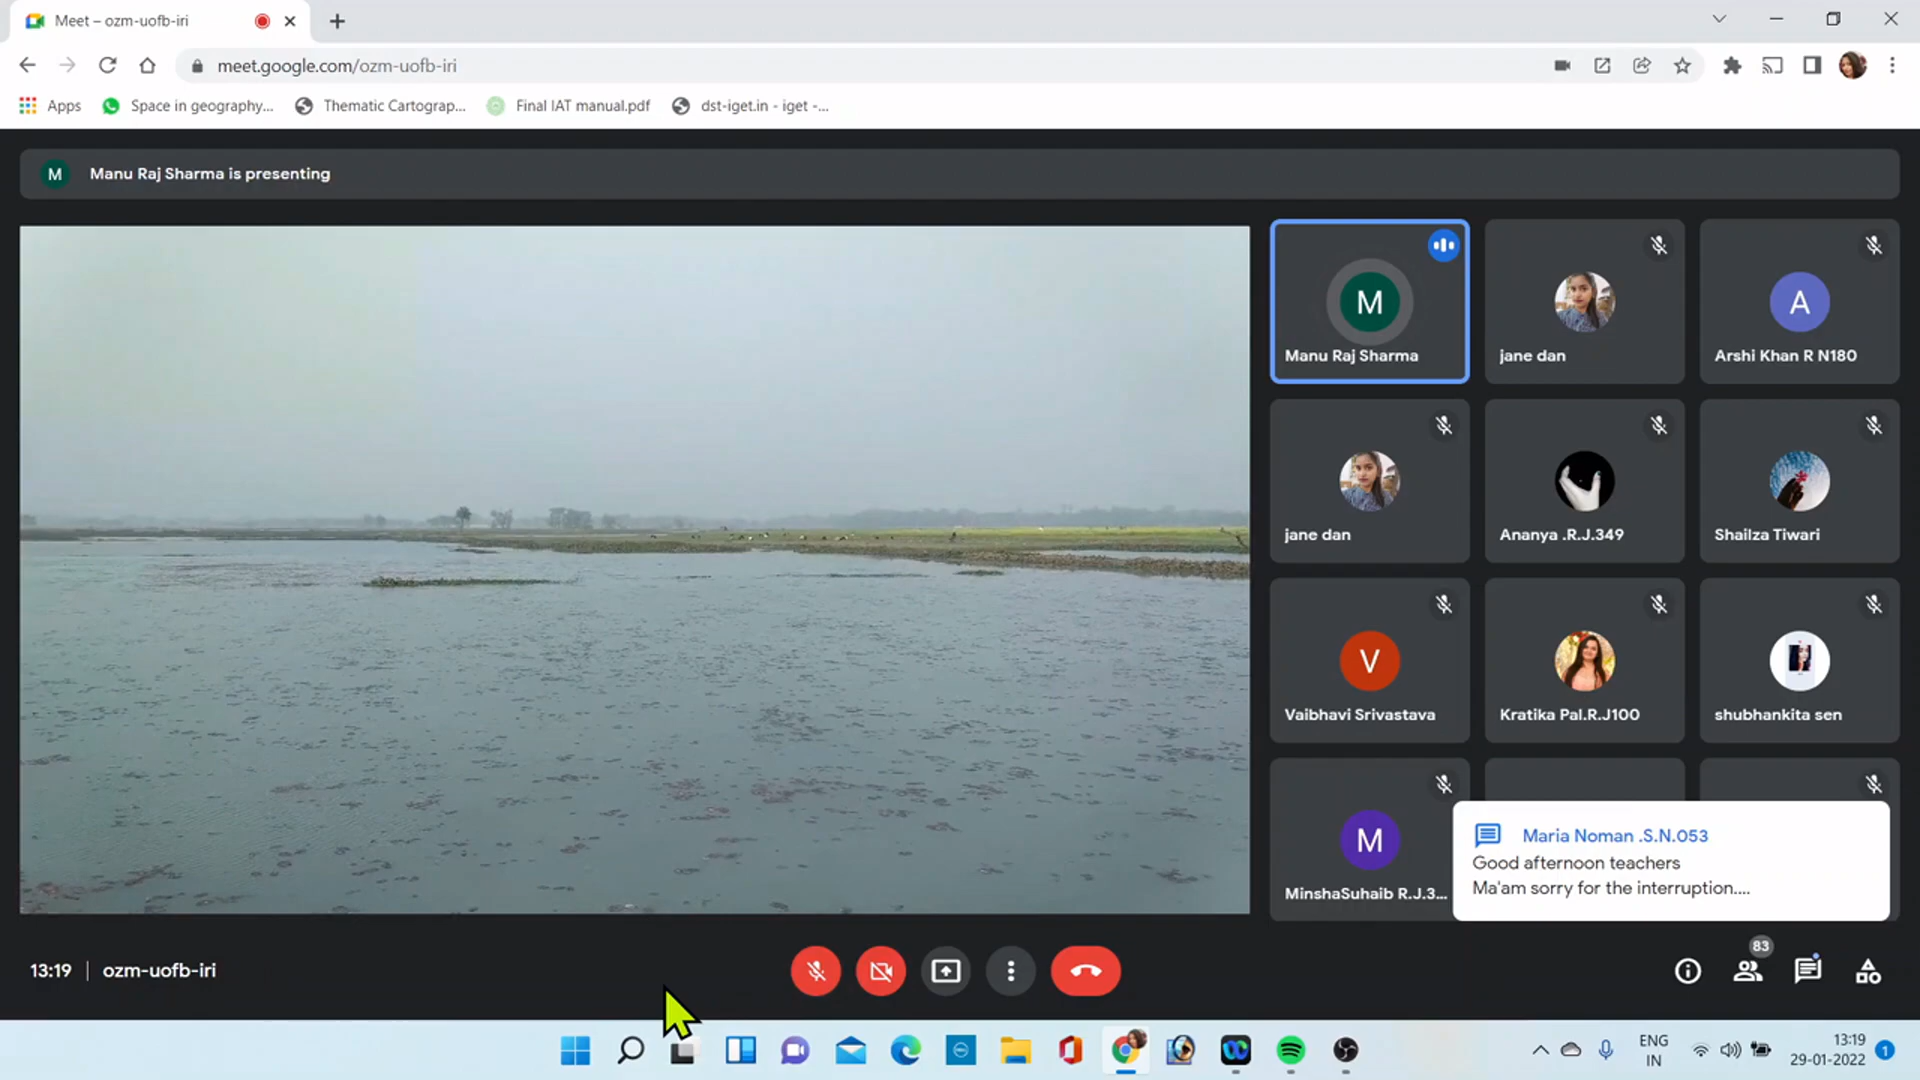 Meet – ozm-uofb-iri
meet.google.com/ozm-uofb-iri
Apps
Space in geography...
Thematic Cartograp...
Final IAT manual.pdf
dst-iget.in - iget -...
M
Manu Raj Sharma is presenting
M
Manu Raj Sharma
jane dan
A
Arshi Khan R N180
jane dan
Ananya .R.J.349
Shailza Tiwari
V
Vaibhavi Srivastava
Kratika Pal.R.J100
shubhankita sen
M
MinshaSuhaib R.J.3...
Maria Noman .S.N.053
Good afternoon teachers
Ma'am sorry for the interruption....
13:19 | ozm-uofb-iri
83
ENG
IN
13:19
29-01-2022
1